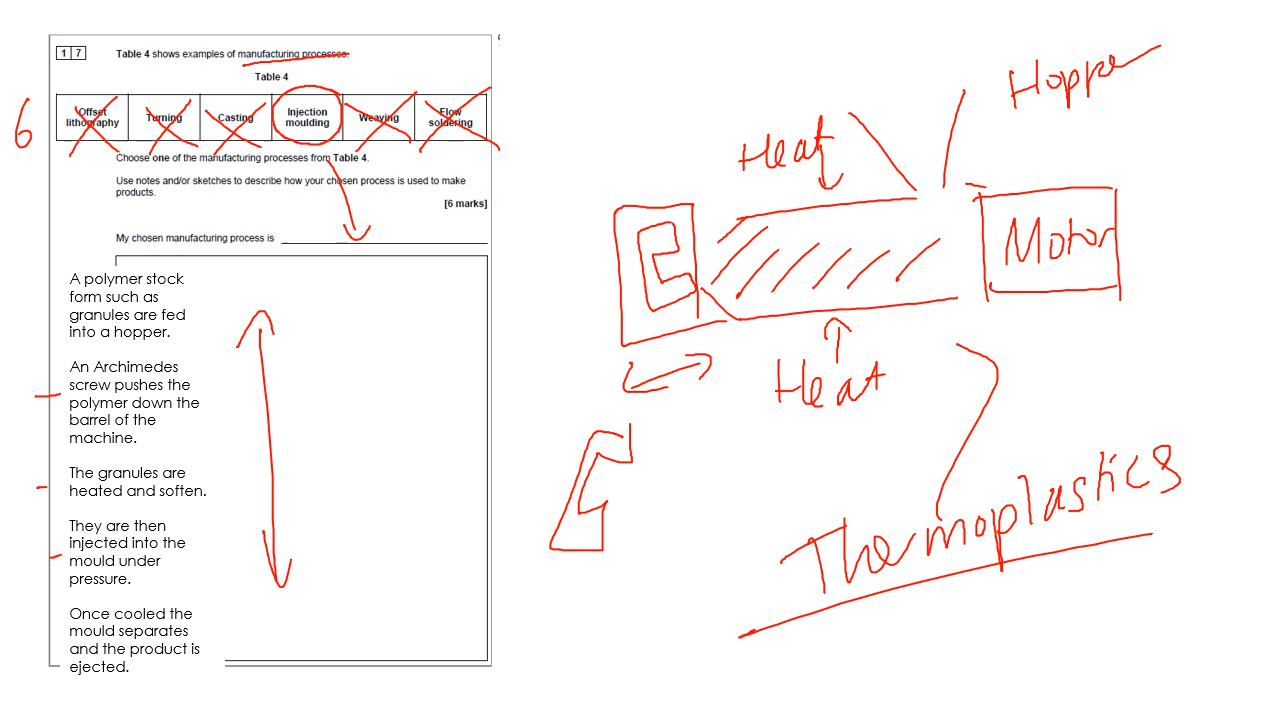 1 7 Table 4 shows examples of manufacturing processes.
Table 4
Offset lithography Turning Casting Injection moulding Weaving Flow soldering
6
Choose one of the manufacturing processes from Table 4.
Use notes and/or sketches to describe how your chosen process is used to make
products.
[6 marks]
My chosen manufacturing process is
A polymer stock
form such as
granules are fed
into a hopper.
An Archimedes
screw pushes the
polymer down the
barrel of the
machine.
The granules are
heated and soften.
They are then
injected into the
mould under
pressure.
Once cooled the
mould separates
and the product is
ejected.
Hopper
Heat
Motor
Heat
Thermoplastics